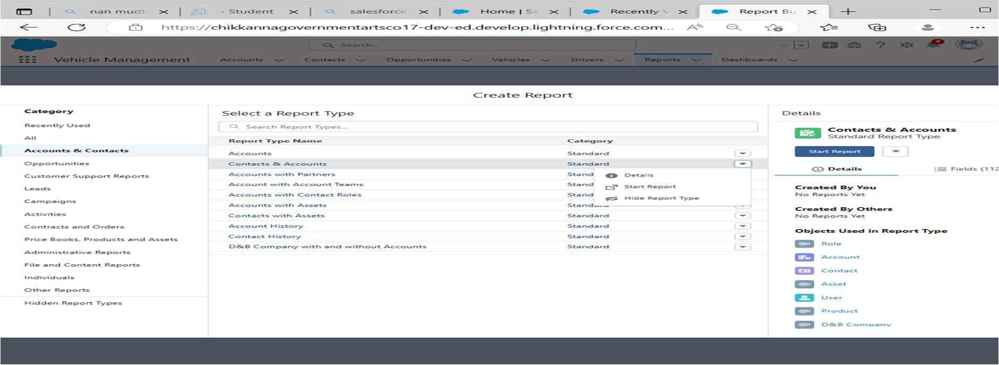 nan mudh
- Student
salesforce
Home | Sa
Recently V
Report Bu
https://chikkannagovernmentartsco17-dev-ed.develop.lightning.force.com...
Search...
8
Vehicle Management
Accounts
Contacts
Opportunities
Vehicles
Drivers
Reports
Dashboards
Create Report
Category
Recently Used
All
Accounts & Contacts
Opportunities
Customer Support Reports
Leads
Campaigns
Activities
Contracts and Orders
Price Books, Products and Assets
Administrative Reports
File and Content Reports
Individuals
Other Reports
Hidden Report Types
Select a Report Type
Search Report Types...
Report Type Name Category
Accounts Standard
Contacts & Accounts Standard
Accounts with Partners Stand
Account with Account Teams Stand
Accounts with Contact Roles Stand
Accounts with Assets Standard
Contacts with Assets Standard
Account History Standard
Contact History Standard
D&B Company with and without Accounts Standard
Details
Start Report
Hide Report Type
Details
Contacts & Accounts
Standard Report Type
Start Report
Details
Fields (112
Created By You
No Reports Yet
Created By Others
No Reports Yet
Objects Used in Report Type
Role
Account
Contact
Asset
User
Product
D&B Company